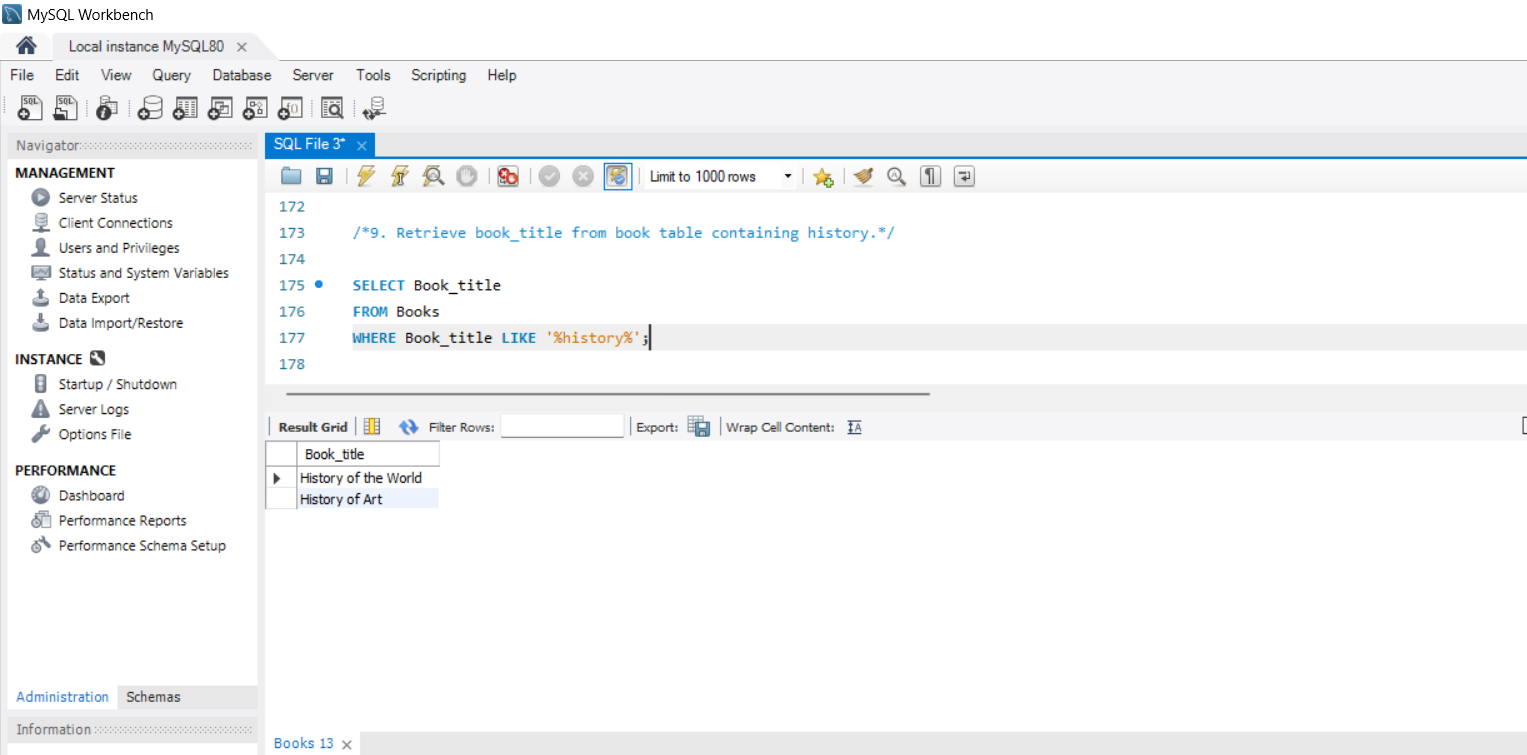 MySQL Workbench
Local instance MySQL80
File Edit View Query Database Server Tools Scripting Help
SQL SQL
Navigator
MANAGEMENT
Server Status
Client Connections
Users and Privileges
Status and System Variables
Data Export
Data Import/Restore
INSTANCE
Startup / Shutdown
Server Logs
Options File
PERFORMANCE
Dashboard
Performance Reports
Performance Schema Setup
Administration Schemas
Information
SQL File 3*
Limit to 1000 rows
172
173 /*9. Retrieve book_title from book table containing history.*/
174
175 SELECT Book_title
176 FROM Books
177 WHERE Book_title LIKE '%history%';
178
Result Grid Filter Rows: Export: Wrap Cell Content:
Book_title
History of the World
History of Art
Books 13